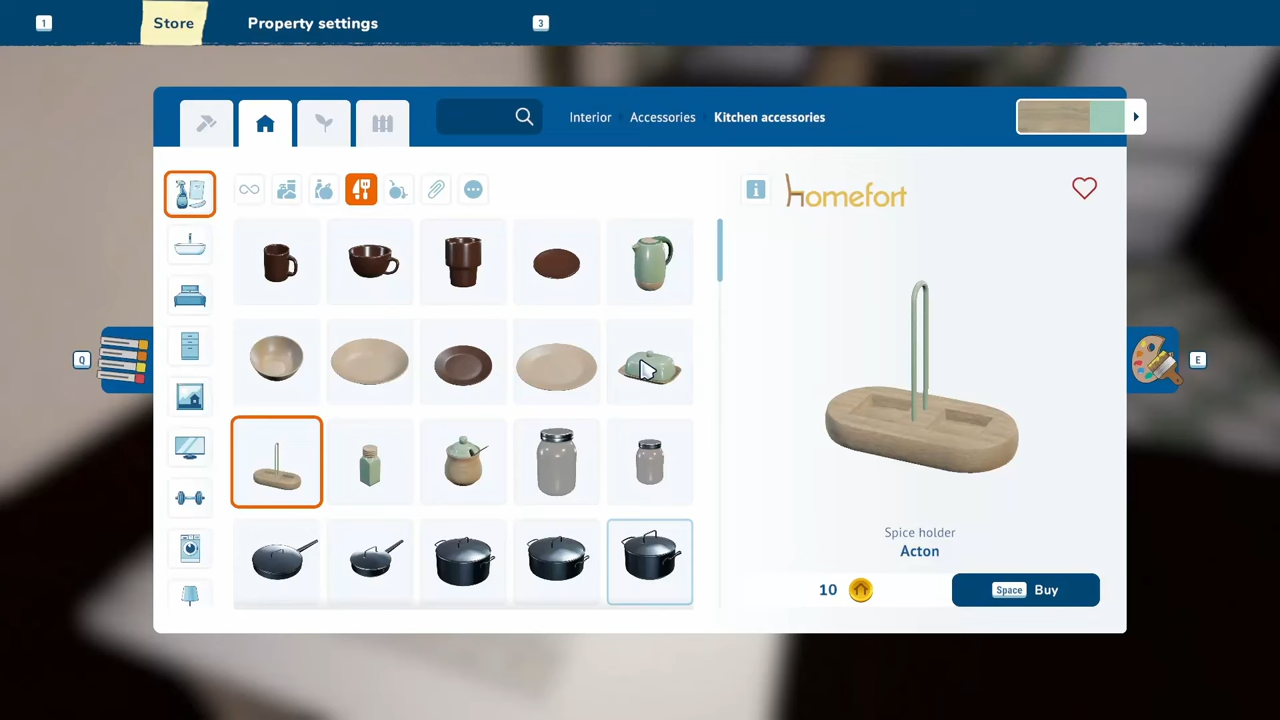 1
Store
Property settings
3
Interior
Accessories
Kitchen accessories
homefort
Q
E
Spice holder
Acton
10
Space Buy